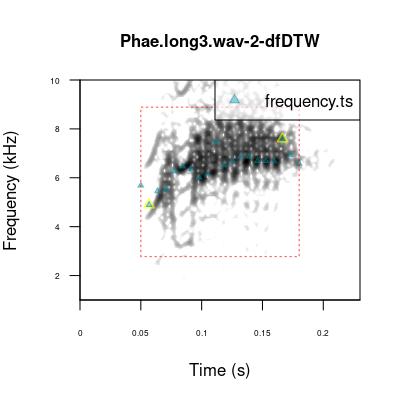 Phae.long3.wav-2-dfDTW
frequency.ts
Frequency (kHz)
10
8
6
4
2
0
0.05
0.1
0.15
0.2
Time (s)